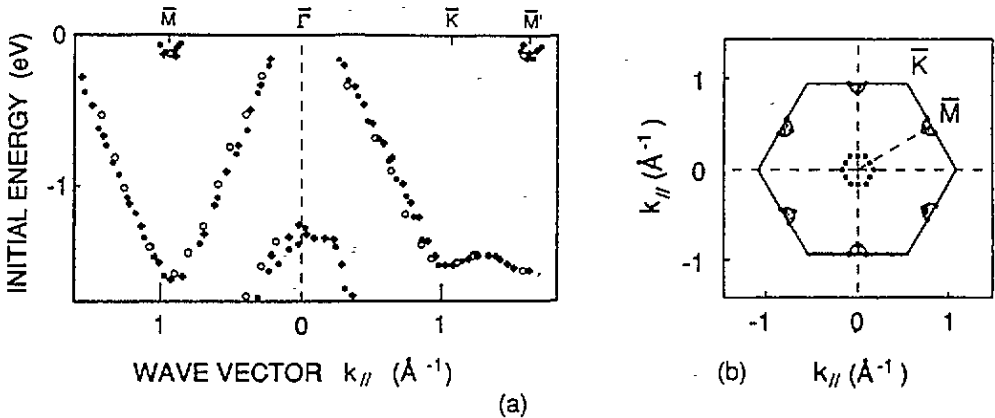 M̅ Γ̅ K̅ M̅'
0
-1
INITIAL ENERGY (eV)
1 0 1
WAVE VECTOR k// (Å-1)
(a)
K̅
M̅
1
0
-1
k// (Å-1)
-1 0 1
(b) k// (Å-1)